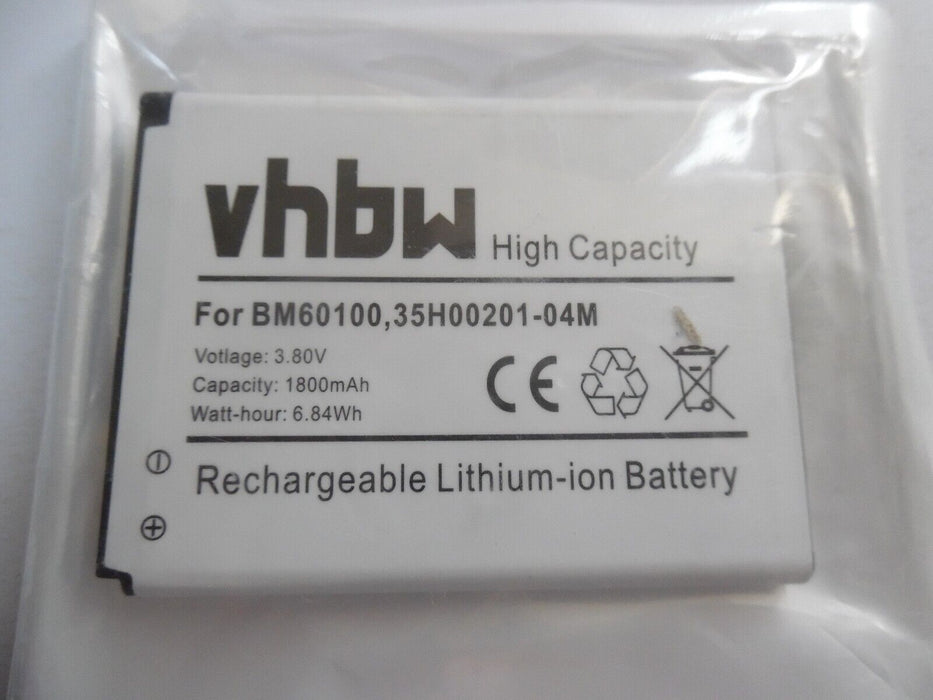 vhbw High Capacity
For BM60100,35H00201-04M
Votlage: 3.80V
Capacity: 1800mAh
Watt-hour: 6.84Wh
CE
Rechargeable Lithium-ion Battery